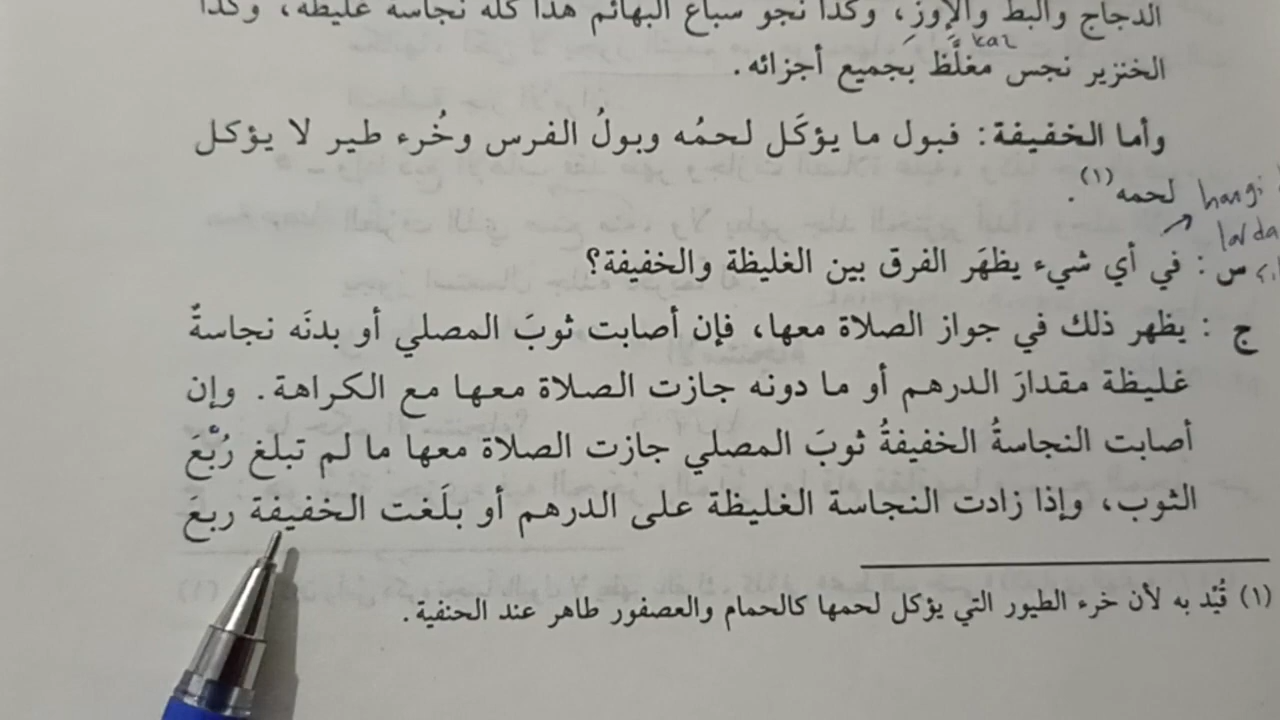 الدجاج والبط والإوز، وكذا نجو سباع البهائم هذا كله نجاسة غليظة، وكذا
kaz
الخنزير نجس مغلَّظ بجميع أجزائه.
وأما الخفيفة: فبول ما يؤكَل لحمُه وبولُ الفرس وخُرء طير لا يؤكل
لحمه(١). hangi
larda
س : في أي شيء يظهَر الفرق بين الغليظة والخفيفة؟
ج : يظهر ذلك في جواز الصلاة معها، فإن أصابت ثوبَ المصلي أو بدنَه نجاسةٌ
غليظة مقدارَ الدرهم أو ما دونه جازت الصلاة معها مع الكراهة. وإن
أصابت النجاسةُ الخفيفةُ ثوبَ المصلي جازت الصلاة معها ما لم تبلغ رُبْعَ
الثوب، وإذا زادت النجاسة الغليظة على الدرهم أو بلَغت الخفيفة ربعَ
(١) قُيِّد به لأن خرء الطيور التي يؤكل لحمها كالحمام والعصفور طاهر عند الحنفية.